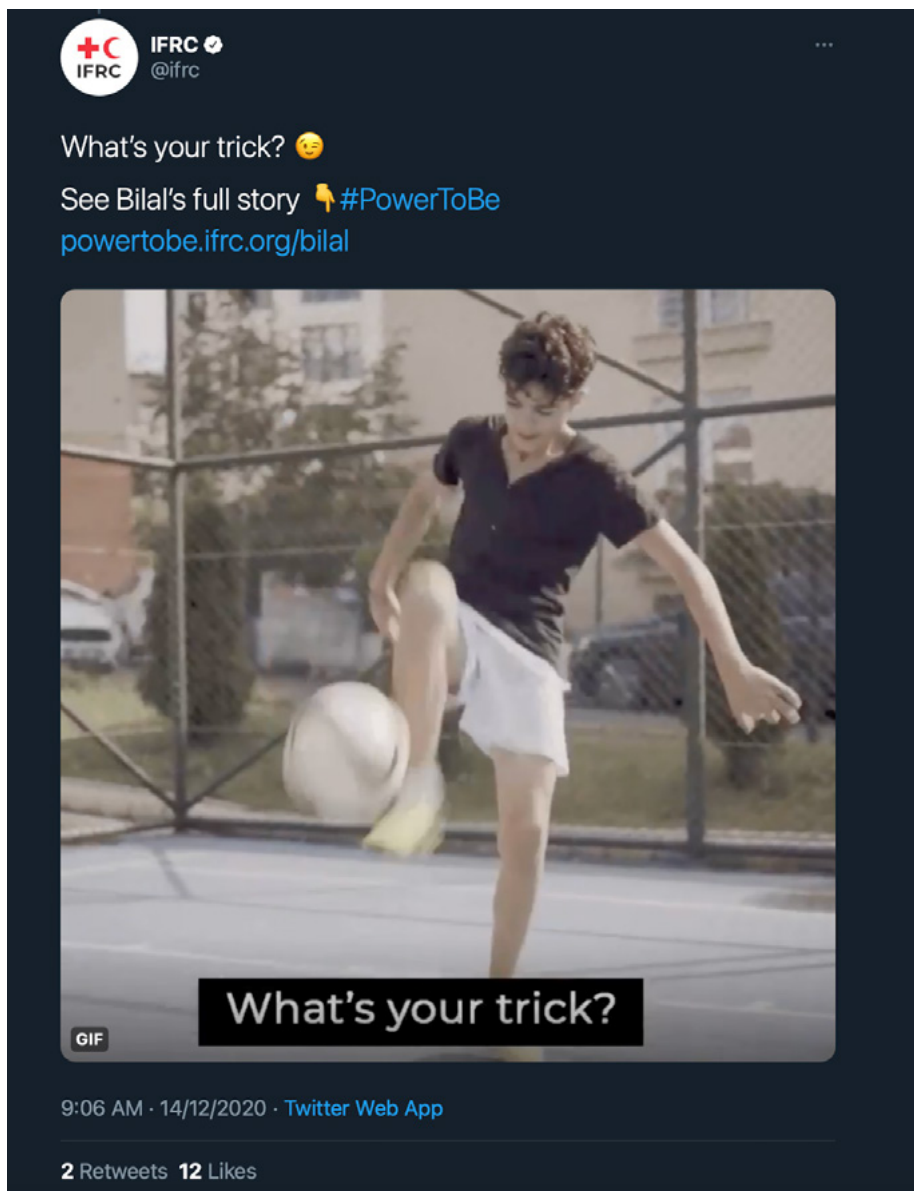 IFRC
IFRC
@ifrc
What's your trick? 😉
See Bilal's full story 👇 #PowerToBe
powertobe.ifrc.org/bilal
What's your trick?
GIF
9:06 AM · 14/12/2020 · Twitter Web App
2 Retweets 12 Likes